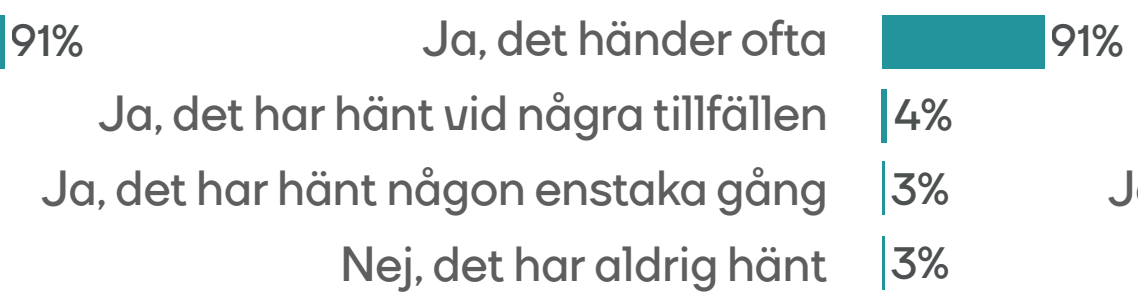 91% Ja, det händer ofta 91%
Ja, det har hänt vid några tillfällen 4%
Ja, det har hänt någon enstaka gång 3%
Nej, det har aldrig hänt 3%